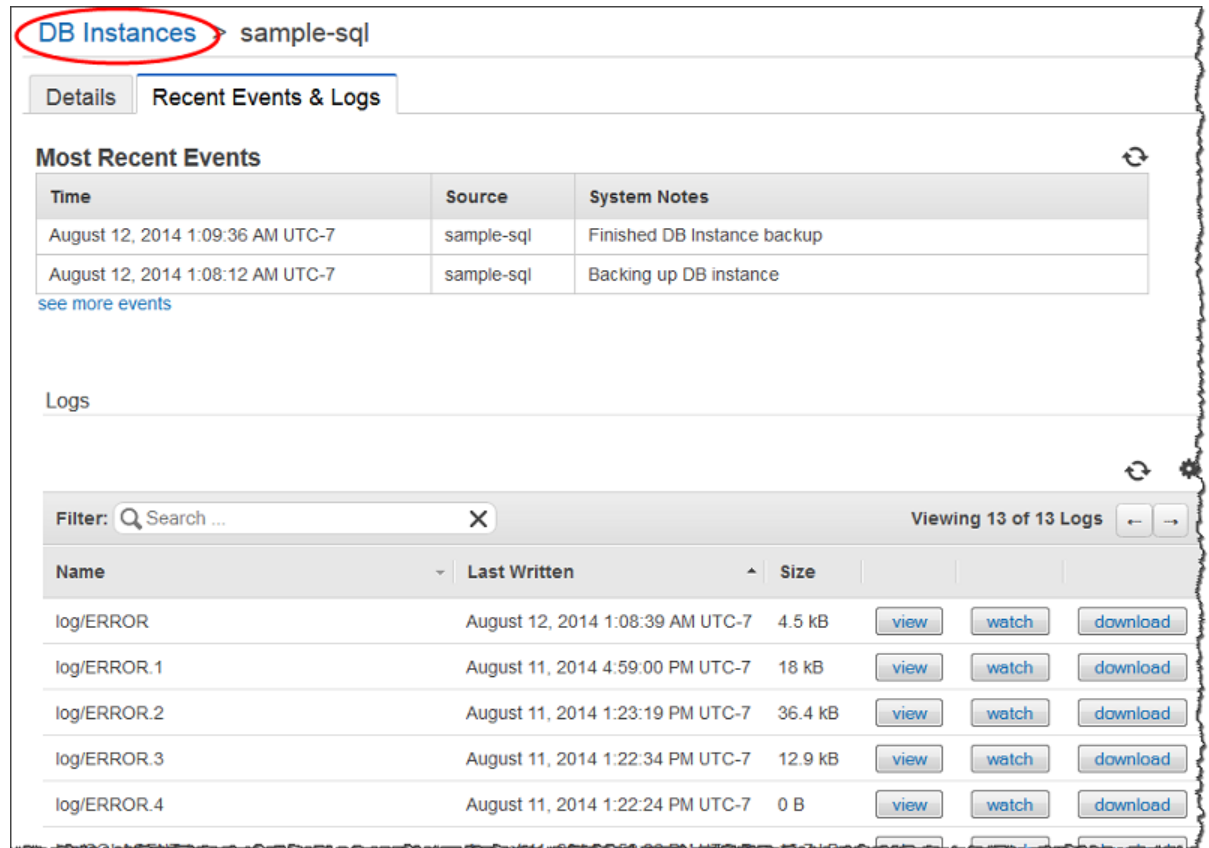 DB Instances > sample-sql
Details Recent Events & Logs
Most Recent Events
Time Source System Notes
August 12, 2014 1:09:36 AM UTC-7 sample-sql Finished DB Instance backup
August 12, 2014 1:08:12 AM UTC-7 sample-sql Backing up DB instance
see more events
Logs
Filter: Search ... X Viewing 13 of 13 Logs ← →
Name Last Written Size
log/ERROR August 12, 2014 1:08:39 AM UTC-7 4.5 kB view watch download
log/ERROR.1 August 11, 2014 4:59:00 PM UTC-7 18 kB view watch download
log/ERROR.2 August 11, 2014 1:23:19 PM UTC-7 36.4 kB view watch download
log/ERROR.3 August 11, 2014 1:22:34 PM UTC-7 12.9 kB view watch download
log/ERROR.4 August 11, 2014 1:22:24 PM UTC-7 0 B view watch download